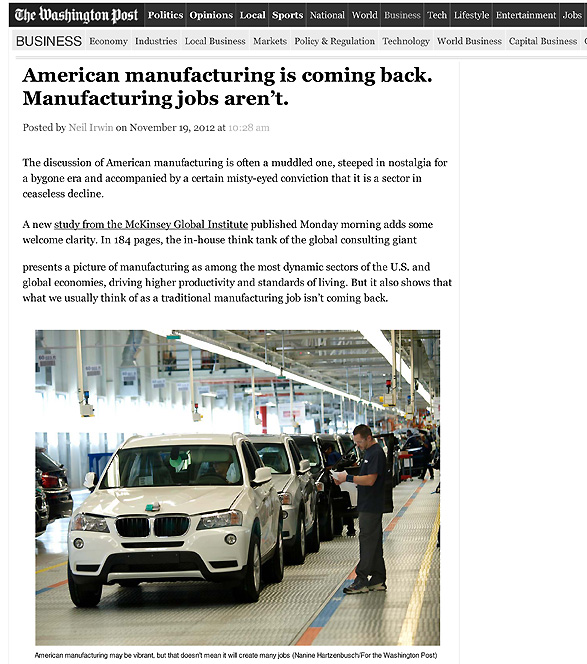 The Washington Post Politics Opinions Local Sports National World Business Tech Lifestyle Entertainment Jobs
BUSINESS Economy Industries Local Business Markets Policy & Regulation Technology World Business Capital Business
American manufacturing is coming back.
Manufacturing jobs aren't.
Posted by Neil Irwin on November 19, 2012 at 10:28 am
The discussion of American manufacturing is often a muddled one, steeped in nostalgia for
a bygone era and accompanied by a certain misty-eyed conviction that it is a sector in
ceaseless decline.
A new study from the McKinsey Global Institute published Monday morning adds some
welcome clarity. In 184 pages, the in-house think tank of the global consulting giant
presents a picture of manufacturing as among the most dynamic sectors of the U.S. and
global economies, driving higher productivity and standards of living. But it also shows that
what we usually think of as a traditional manufacturing job isn't coming back.
American manufacturing may be vibrant, but that doesn't mean it will create many jobs (Nanine Hartzenbusch/For the Washington Post)